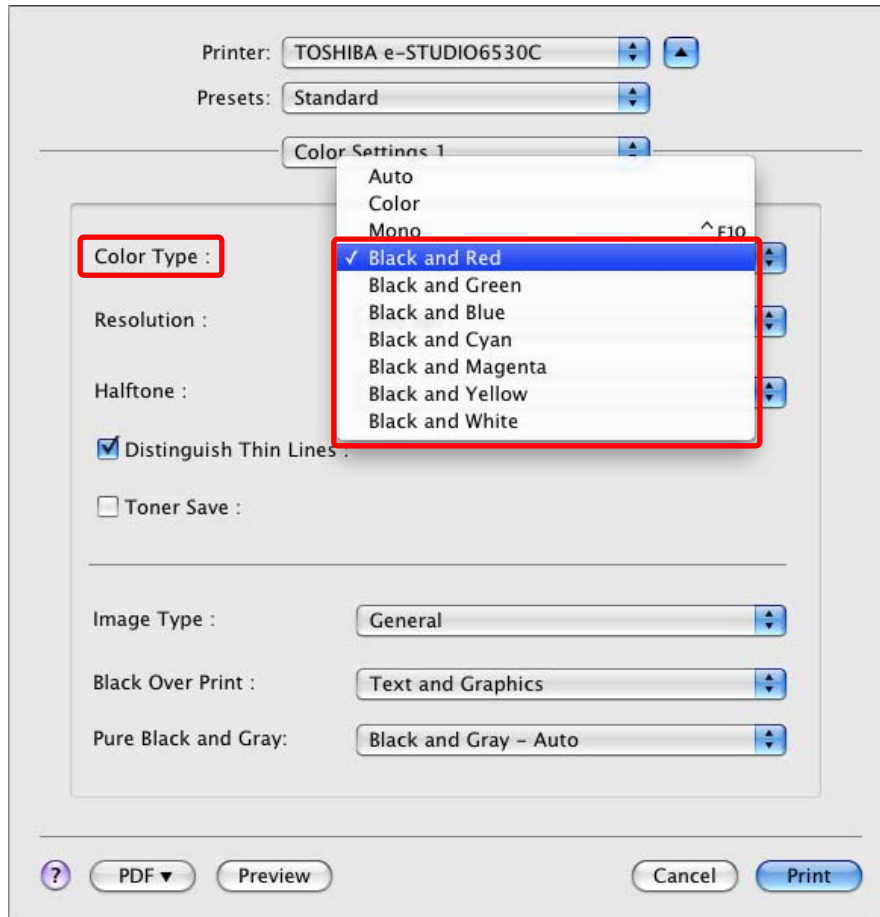 Printer: TOSHIBA e-STUDIO6530C
Presets: Standard
Color Settings 1
Auto
Color
Mono ^F10
Color Type : ✓ Black and Red
Black and Green
Black and Blue
Resolution :
Black and Cyan
Black and Magenta
Halftone : Black and Yellow
Black and White
Distinguish Thin Lines :
Toner Save :
Image Type : General
Black Over Print : Text and Graphics
Pure Black and Gray: Black and Gray – Auto
? PDF ▼ Preview Cancel Print